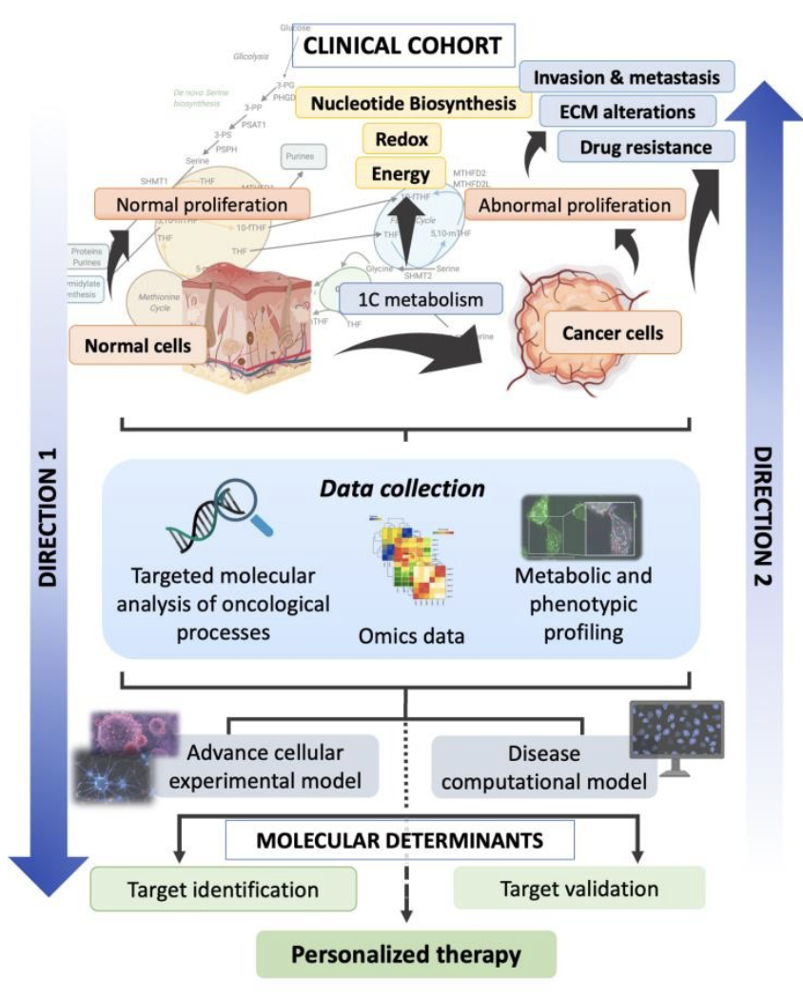 CLINICAL COHORT
Glucose
Glicolysis
De novo Serine
biosynthesis
3-PG
PHGD
3-PP
PSAT1
3-PS
PSPH
Serine
SHMT1
THF
Purines
Nucleotide Biosynthesis
Redox
Energy
Invasion & metastasis
ECM alterations
Drug resistance
MTHFD2
MTHFD2L
Normal proliferation
Abnormal proliferation
10-fTHF
THF
10-fTHF
Cycle
THF
5,10-mTHF
THF
Proteins
Purines
Glycine
Serine
SHMT2
Methionine
Cycle
1C metabolism
THF
Normal cells
Cancer cells
DIRECTION 1
DIRECTION 2
Data collection
Targeted molecular
analysis of oncological
processes
Omics data
Metabolic and
phenotypic
profiling
Advance cellular
experimental model
Disease
computational model
MOLECULAR DETERMINANTS
Target identification
Target validation
Personalized therapy